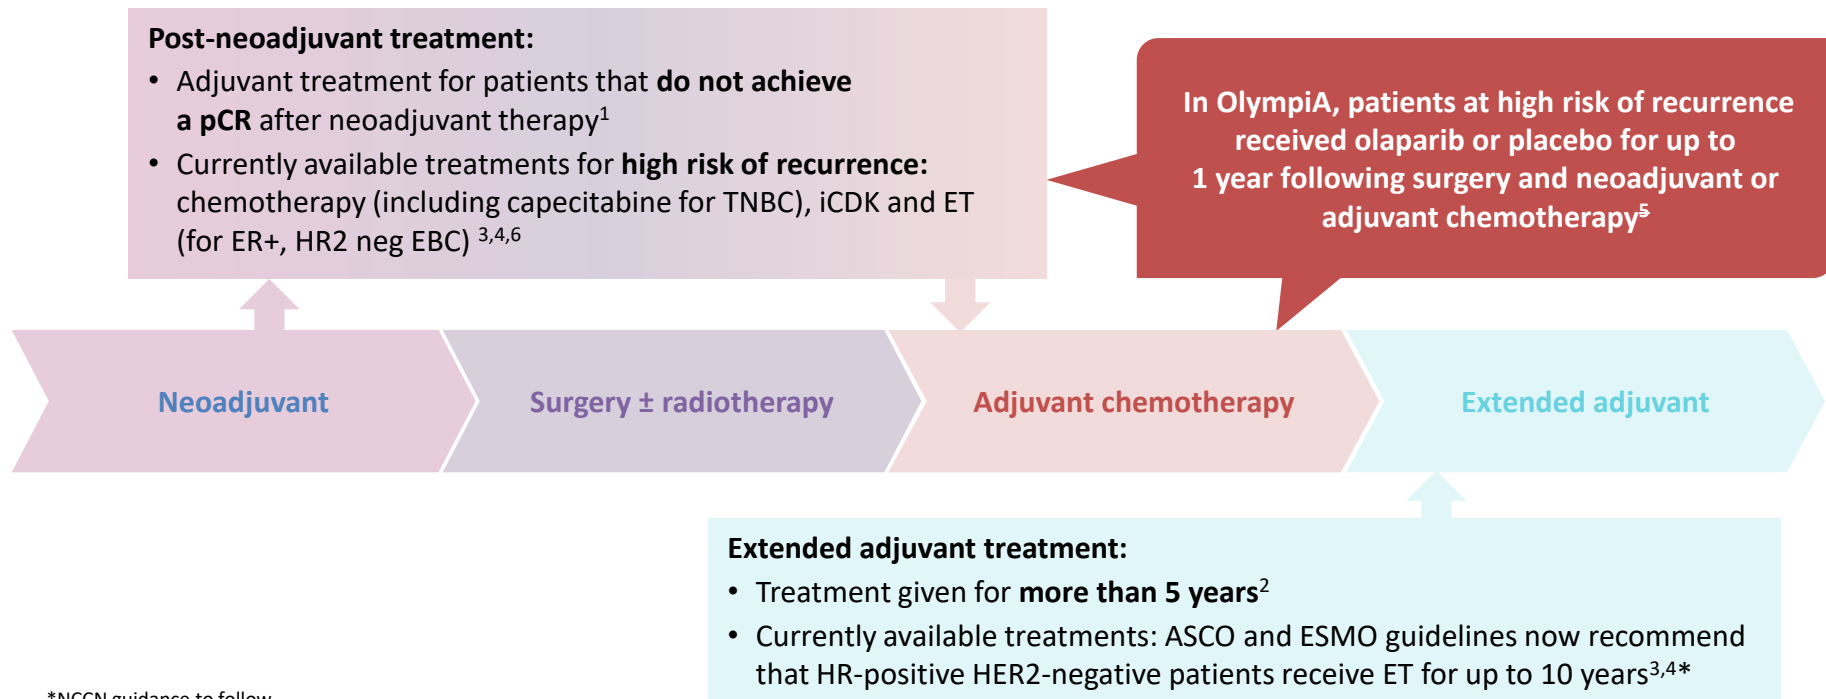 Post-neoadjuvant treatment:
• Adjuvant treatment for patients that do not achieve
a pCR after neoadjuvant therapy1
• Currently available treatments for high risk of recurrence:
chemotherapy (including capecitabine for TNBC), iCDK and ET
(for ER+, HR2 neg EBC) 3,4,6
In OlympiA, patients at high risk of recurrence
received olaparib or placebo for up to
1 year following surgery and neoadjuvant or
adjuvant chemotherapy5
Neoadjuvant
Surgery ± radiotherapy
Adjuvant chemotherapy
Extended adjuvant
Extended adjuvant treatment:
• Treatment given for more than 5 years2
• Currently available treatments: ASCO and ESMO guidelines now recommend
that HR-positive HER2-negative patients receive ET for up to 10 years3,4*
*NCCN guidance to follow